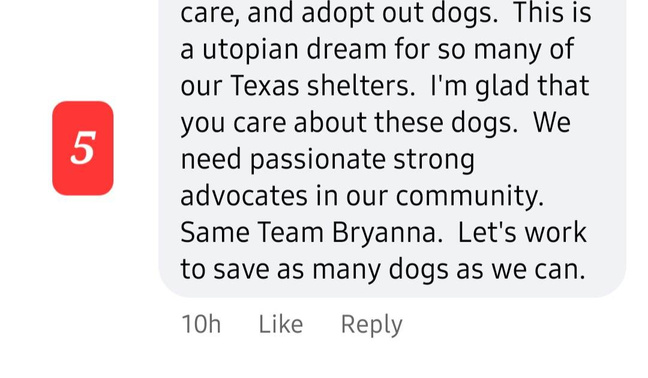 care, and adopt out dogs.  This is
a utopian dream for so many of
our Texas shelters.  I'm glad that
you care about these dogs.  We
need passionate strong
advocates in our community.
Same Team Bryanna.  Let's work
to save as many dogs as we can.
5
10h Like Reply